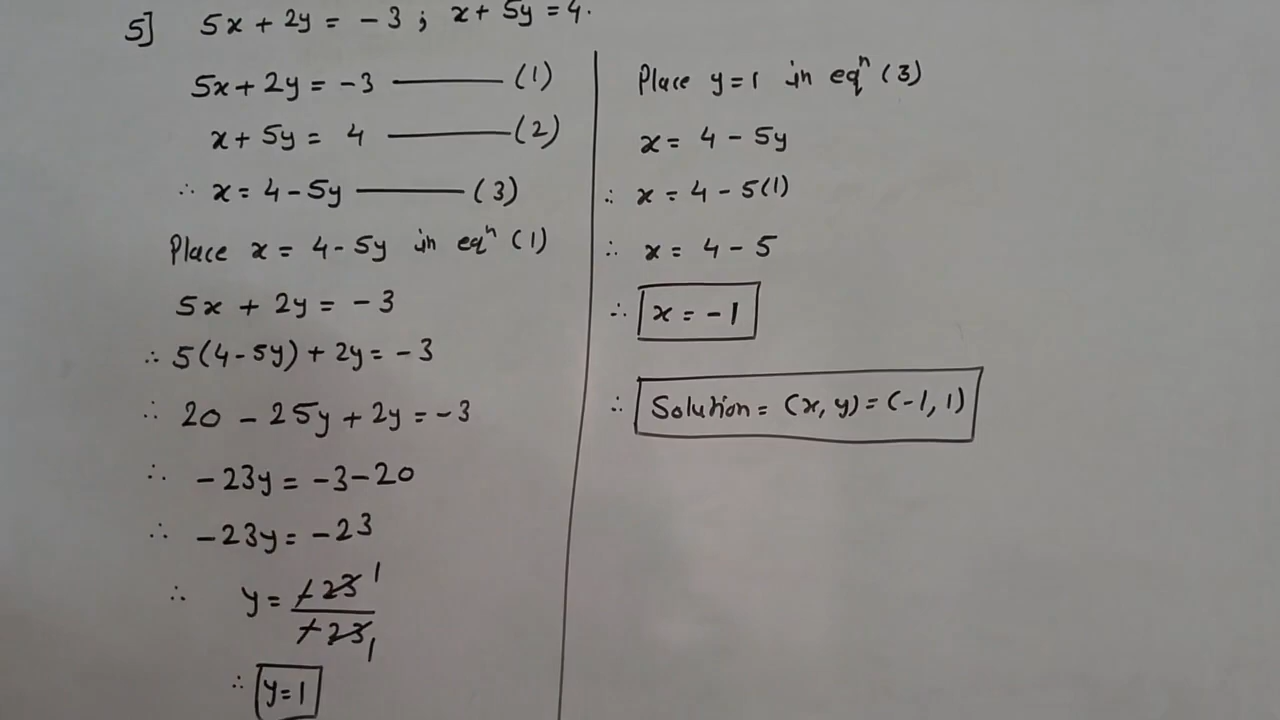 5] 5x + 2y = -3 ; x + 5y = 4.
5x + 2y = -3 ——— (1)
x + 5y = 4 ——— (2)
∴ x = 4 - 5y ——— (3)
Place x = 4 - 5y in eqⁿ (1)
5x + 2y = -3
∴ 5(4 - 5y) + 2y = -3
∴ 20 - 25y + 2y = -3
∴ -23y = -3 - 20
∴ -23y = -23
∴ y = -23 1
-23 1
∴ y = 1
Place y = 1 in eqⁿ (3)
x = 4 - 5y
∴ x = 4 - 5(1)
∴ x = 4 - 5
∴ x = -1
∴ Solution = (x, y) = (-1, 1)